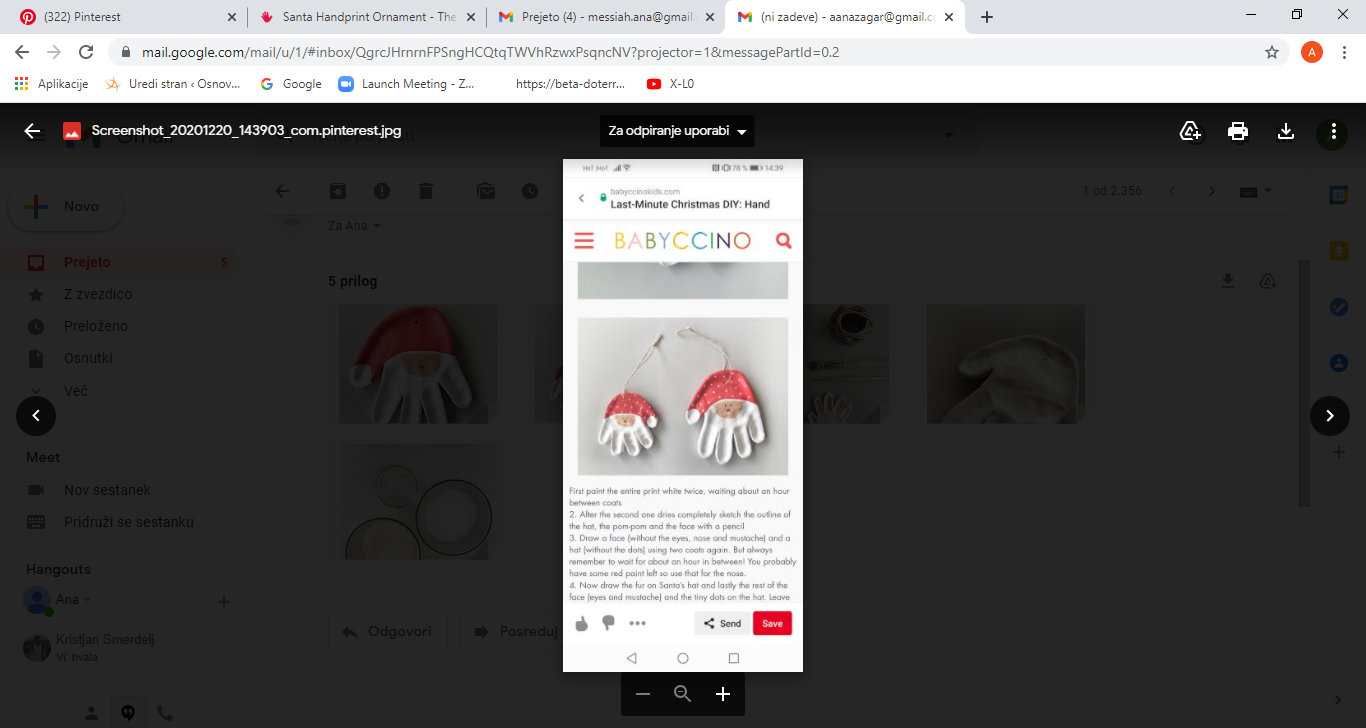 (322) Pinterest
Santa Handprint Ornament - The
Prejeto (4) - messiah.ana@gmail.
(ni zadeve) - aanazagar@gmail.co
mail.google.com/mail/u/1/#inbox/QgrcJHrnrnFPSngHCQtqTWVhRzwxPsqncNV?projector=1&messagePartId=0.2
A
Aplikacije
Uredi stran ‹ Osnov...
Google
Launch Meeting - Z...
https://beta-doterr...
X-L0
Screenshot_20201220_143903_com.pinterest.jpg
Za odpiranje uporabi
Novo
1 od 2.356
Za Ana
Prejeto 5
Z zvezdico
Preloženo
Osnutki
Več
5 prilog
Meet
Nov sestanek
Pridruži se sestanku
Hangouts
Ana
Kristjan Smerdelj
Vi: hvala
Odgovori
Posreduj
78 % 14:39
babyccinokids.com
Last-Minute Christmas DIY: Hand
BABYCCINO
First paint the entire print white twice, waiting about an hour
between coats
2. After the second one dries completely sketch the outline of
the hat, the pom-pom and the face with a pencil
3. Draw a face (without the eyes, nose and mustache) and a
hat (without the dots) using two coats again. But always
remember to wait for about an hour in between! You probably
have some red paint left so use that for the nose.
4. Now draw the fur on Santa's hat and lastly the rest of the
face (eyes and mustache) and the tiny dots on the hat. Leave
Send
Save